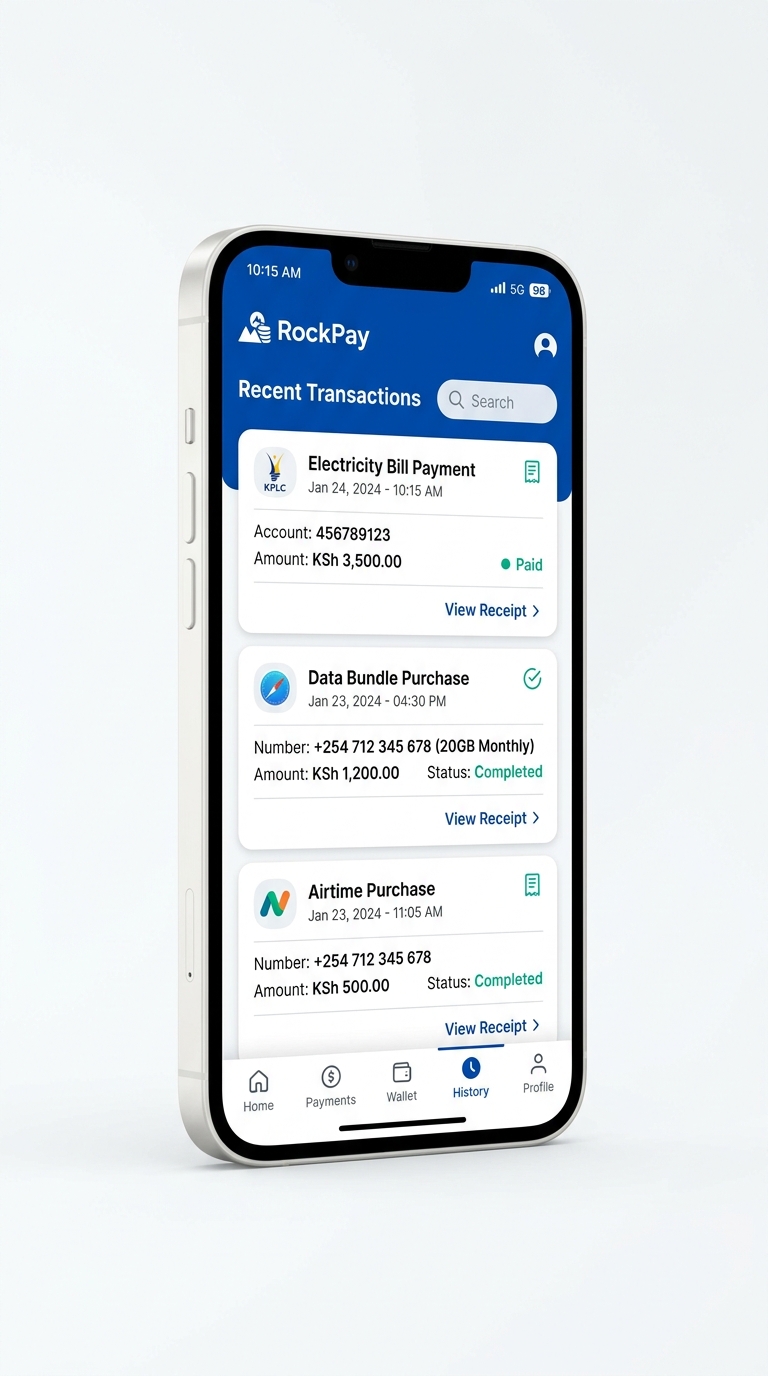 10:15 AM
5G 98
RockPay
Recent Transactions
Search
KPLC
Electricity Bill Payment
Jan 24, 2024 - 10:15 AM
Account: 456789123
Amount: KSh 3,500.00
Paid
View Receipt >
Data Bundle Purchase
Jan 23, 2024 - 04:30 PM
Number: +254 712 345 678 (20GB Monthly)
Amount: KSh 1,200.00 Status: Completed
View Receipt >
Airtime Purchase
Jan 23, 2024 - 11:05 AM
Number: +254 712 345 678
Amount: KSh 500.00 Status: Completed
View Receipt >
Home Payments Wallet History Profile